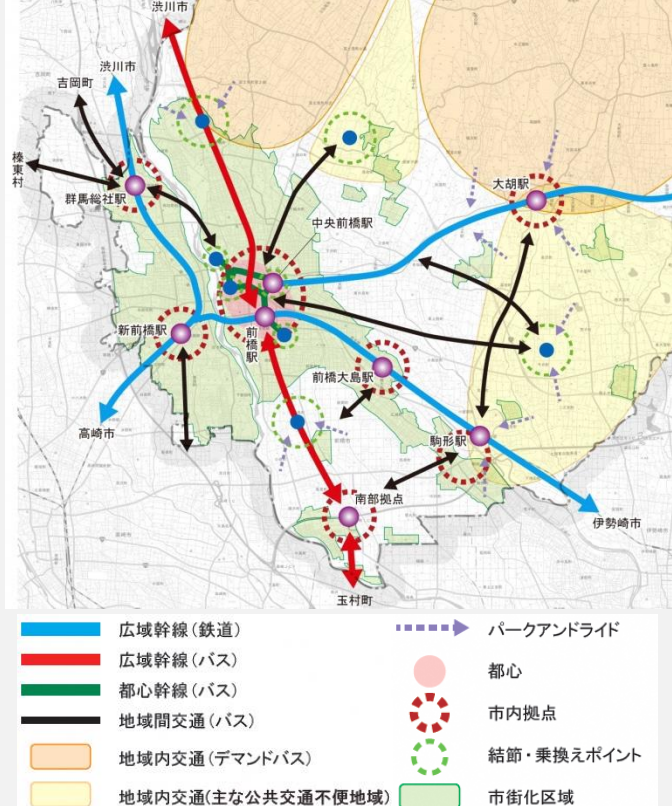 渋川市
渋川市
吉岡町
榛東村
群馬総社駅
大胡駅
中央前橋駅
新前橋駅
前橋駅
前橋大島駅
高崎市
駒形駅
南部拠点
伊勢崎市
玉村町
広域幹線(鉄道)
広域幹線(バス)
都心幹線(バス)
地域間交通(バス)
地域内交通(デマンドバス)
地域内交通(主な公共交通不便地域)
パークアンドライド
都心
市内拠点
結節・乗換えポイント
市街化区域